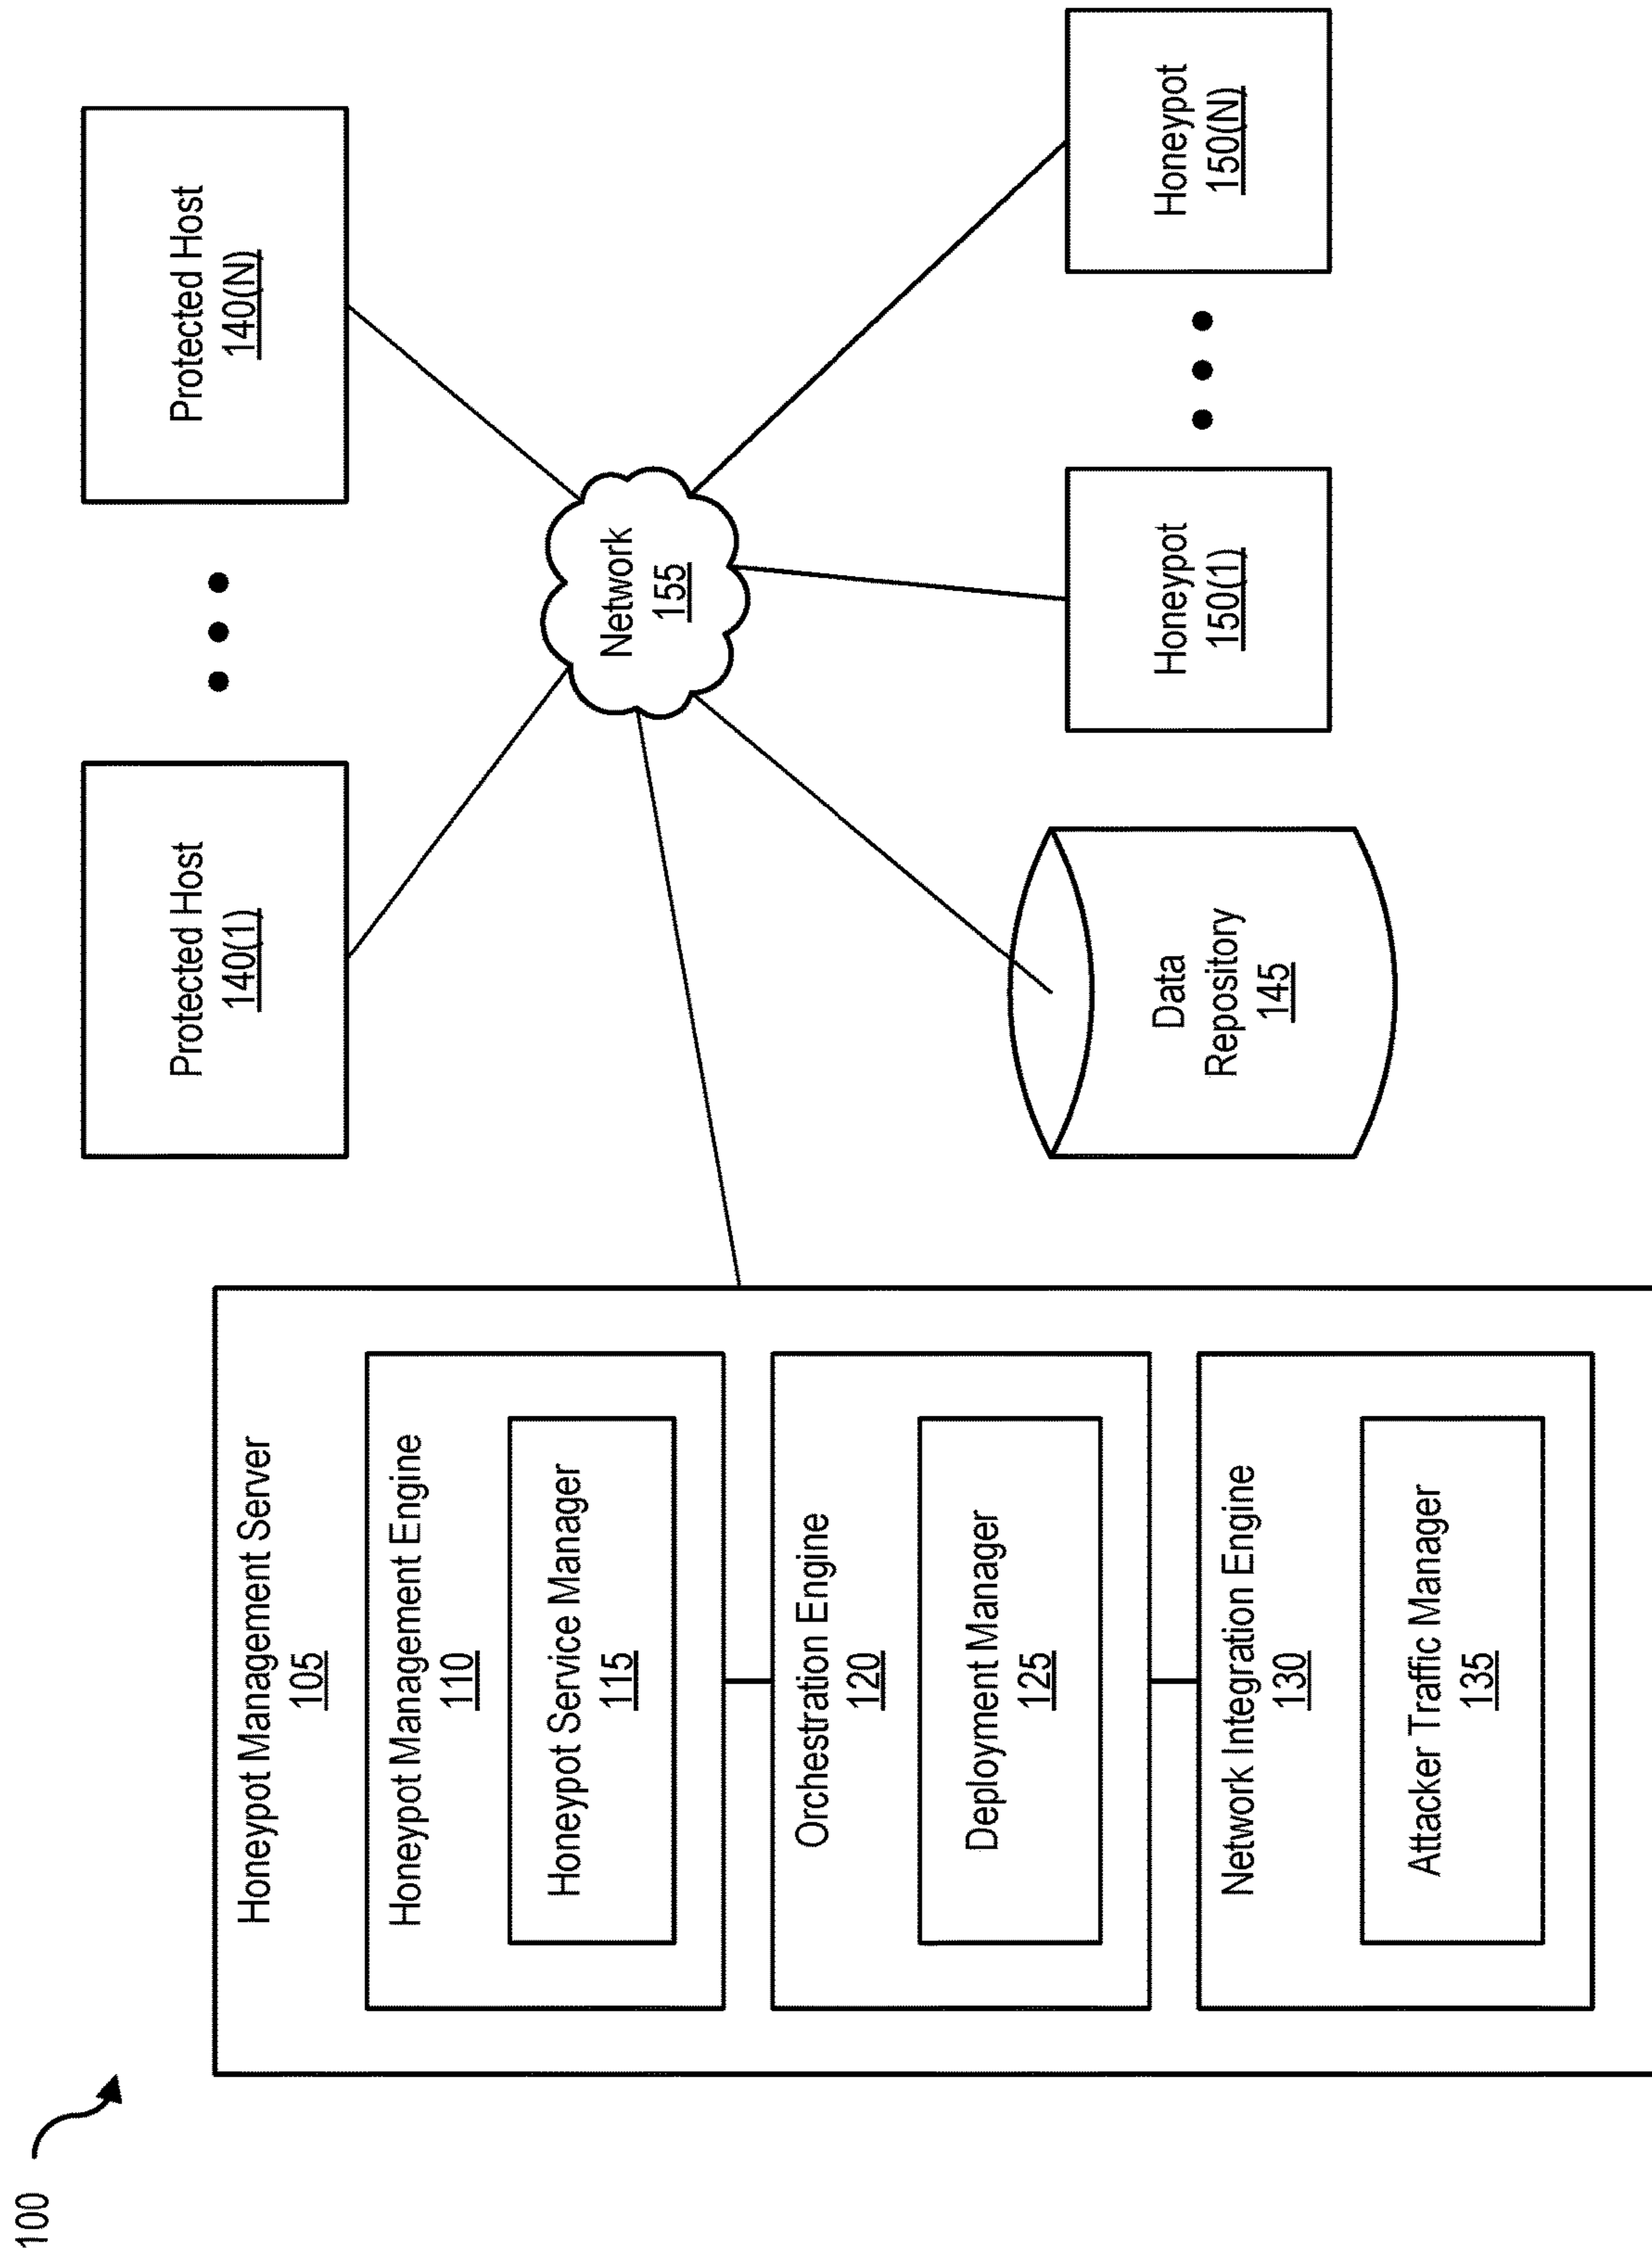 100
Honeypot Management Server
105
Honeypot Management Engine
110
Honeypot Service Manager
115
Orchestration Engine
120
Deployment Manager
125
Network Integration Engine
130
Attacker Traffic Manager
135
Protected Host
140(1)
Protected Host
140(N)
Network
155
Data
Repository
145
Honeypot
150(1)
Honeypot
150(N)